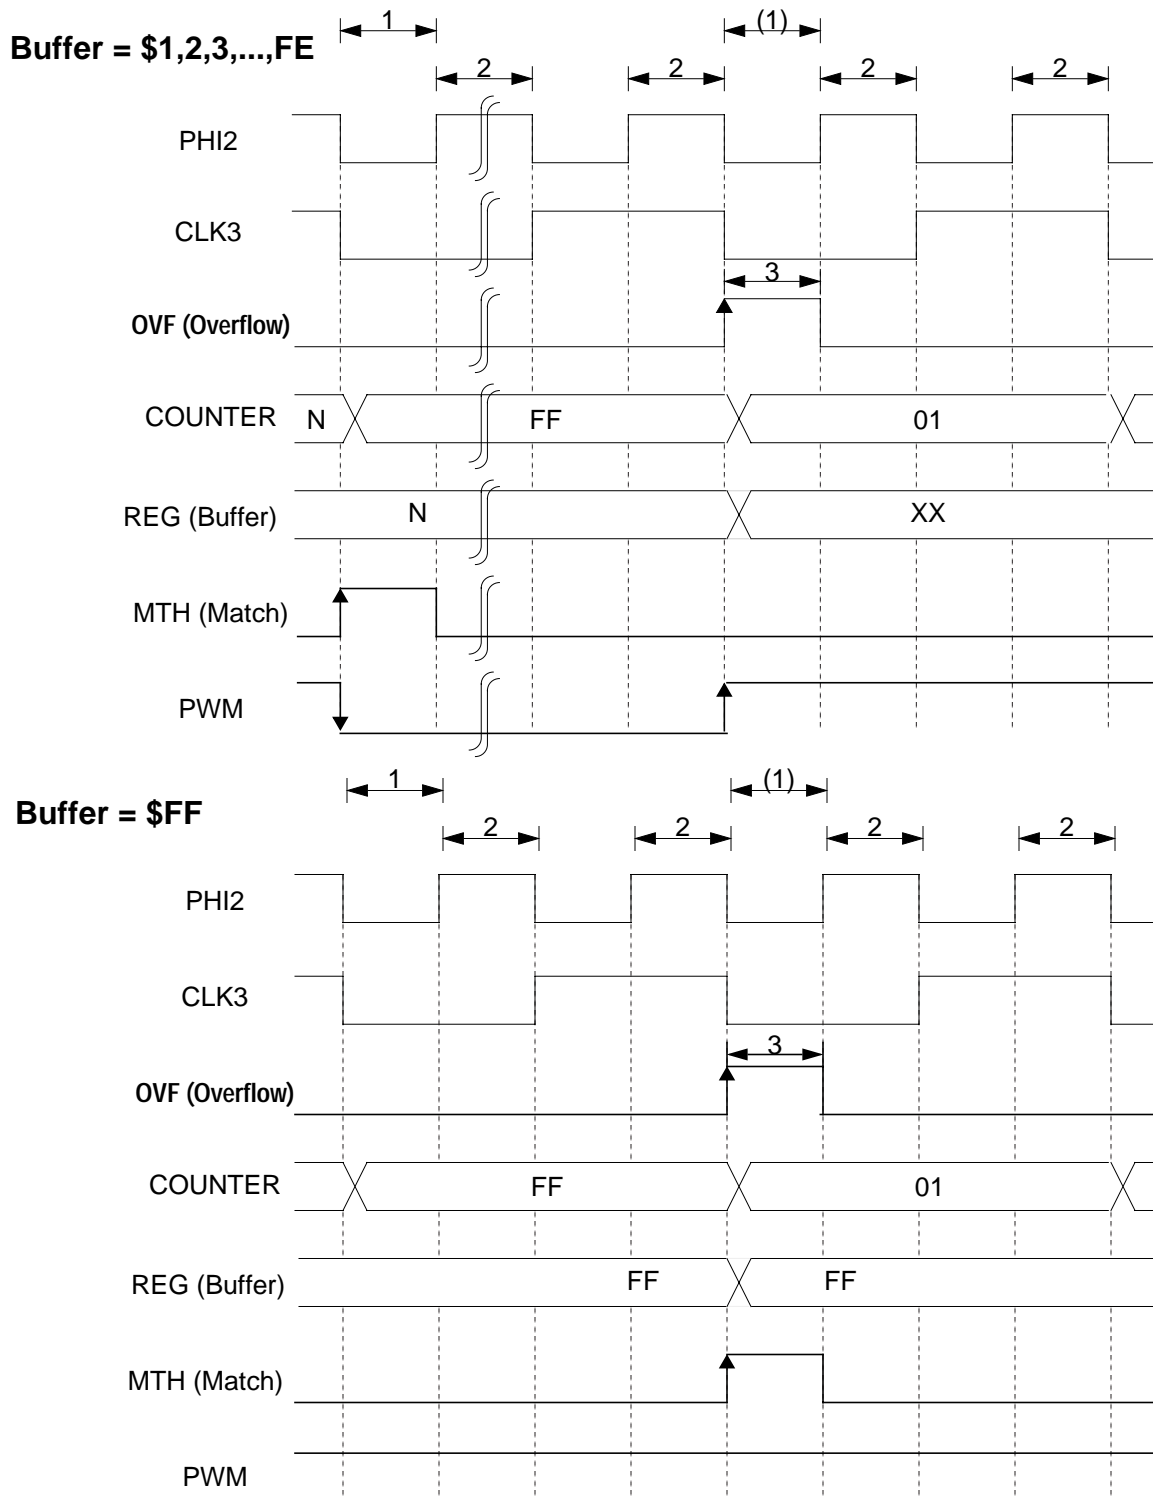 1 (1)
Buffer = $1,2,3,...,FE
2 2 2 2
PHI2
CLK3
3
OVF (Overflow)
COUNTER N FF 01
REG (Buffer) N XX
MTH (Match)
PWM
1 (1)
Buffer = $FF
2 2 2 2
PHI2
CLK3
3
OVF (Overflow)
COUNTER FF 01
REG (Buffer) FF FF
MTH (Match)
PWM